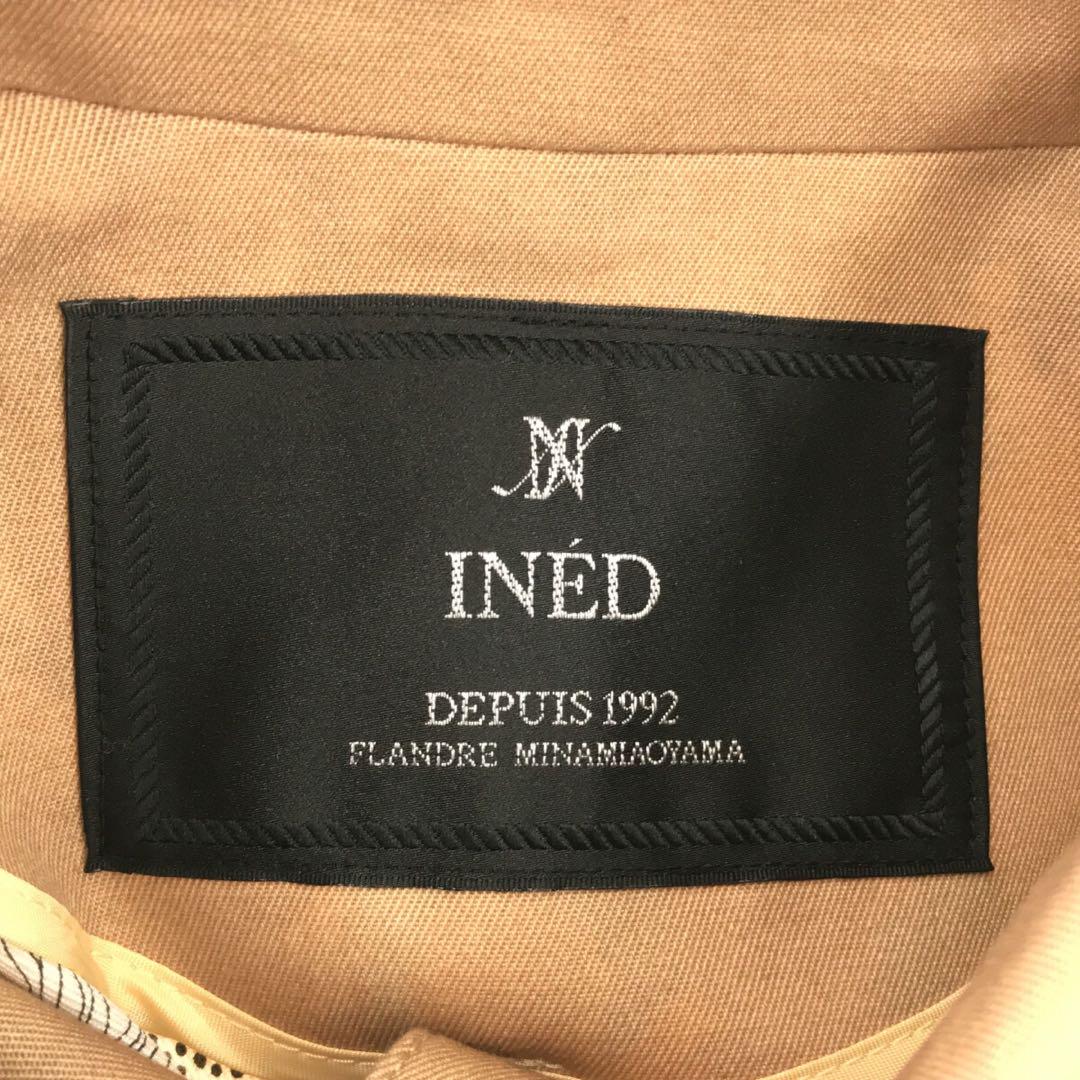 INÉD
DEPUIS 1992
FLANDRE MINAMIAOYAMA